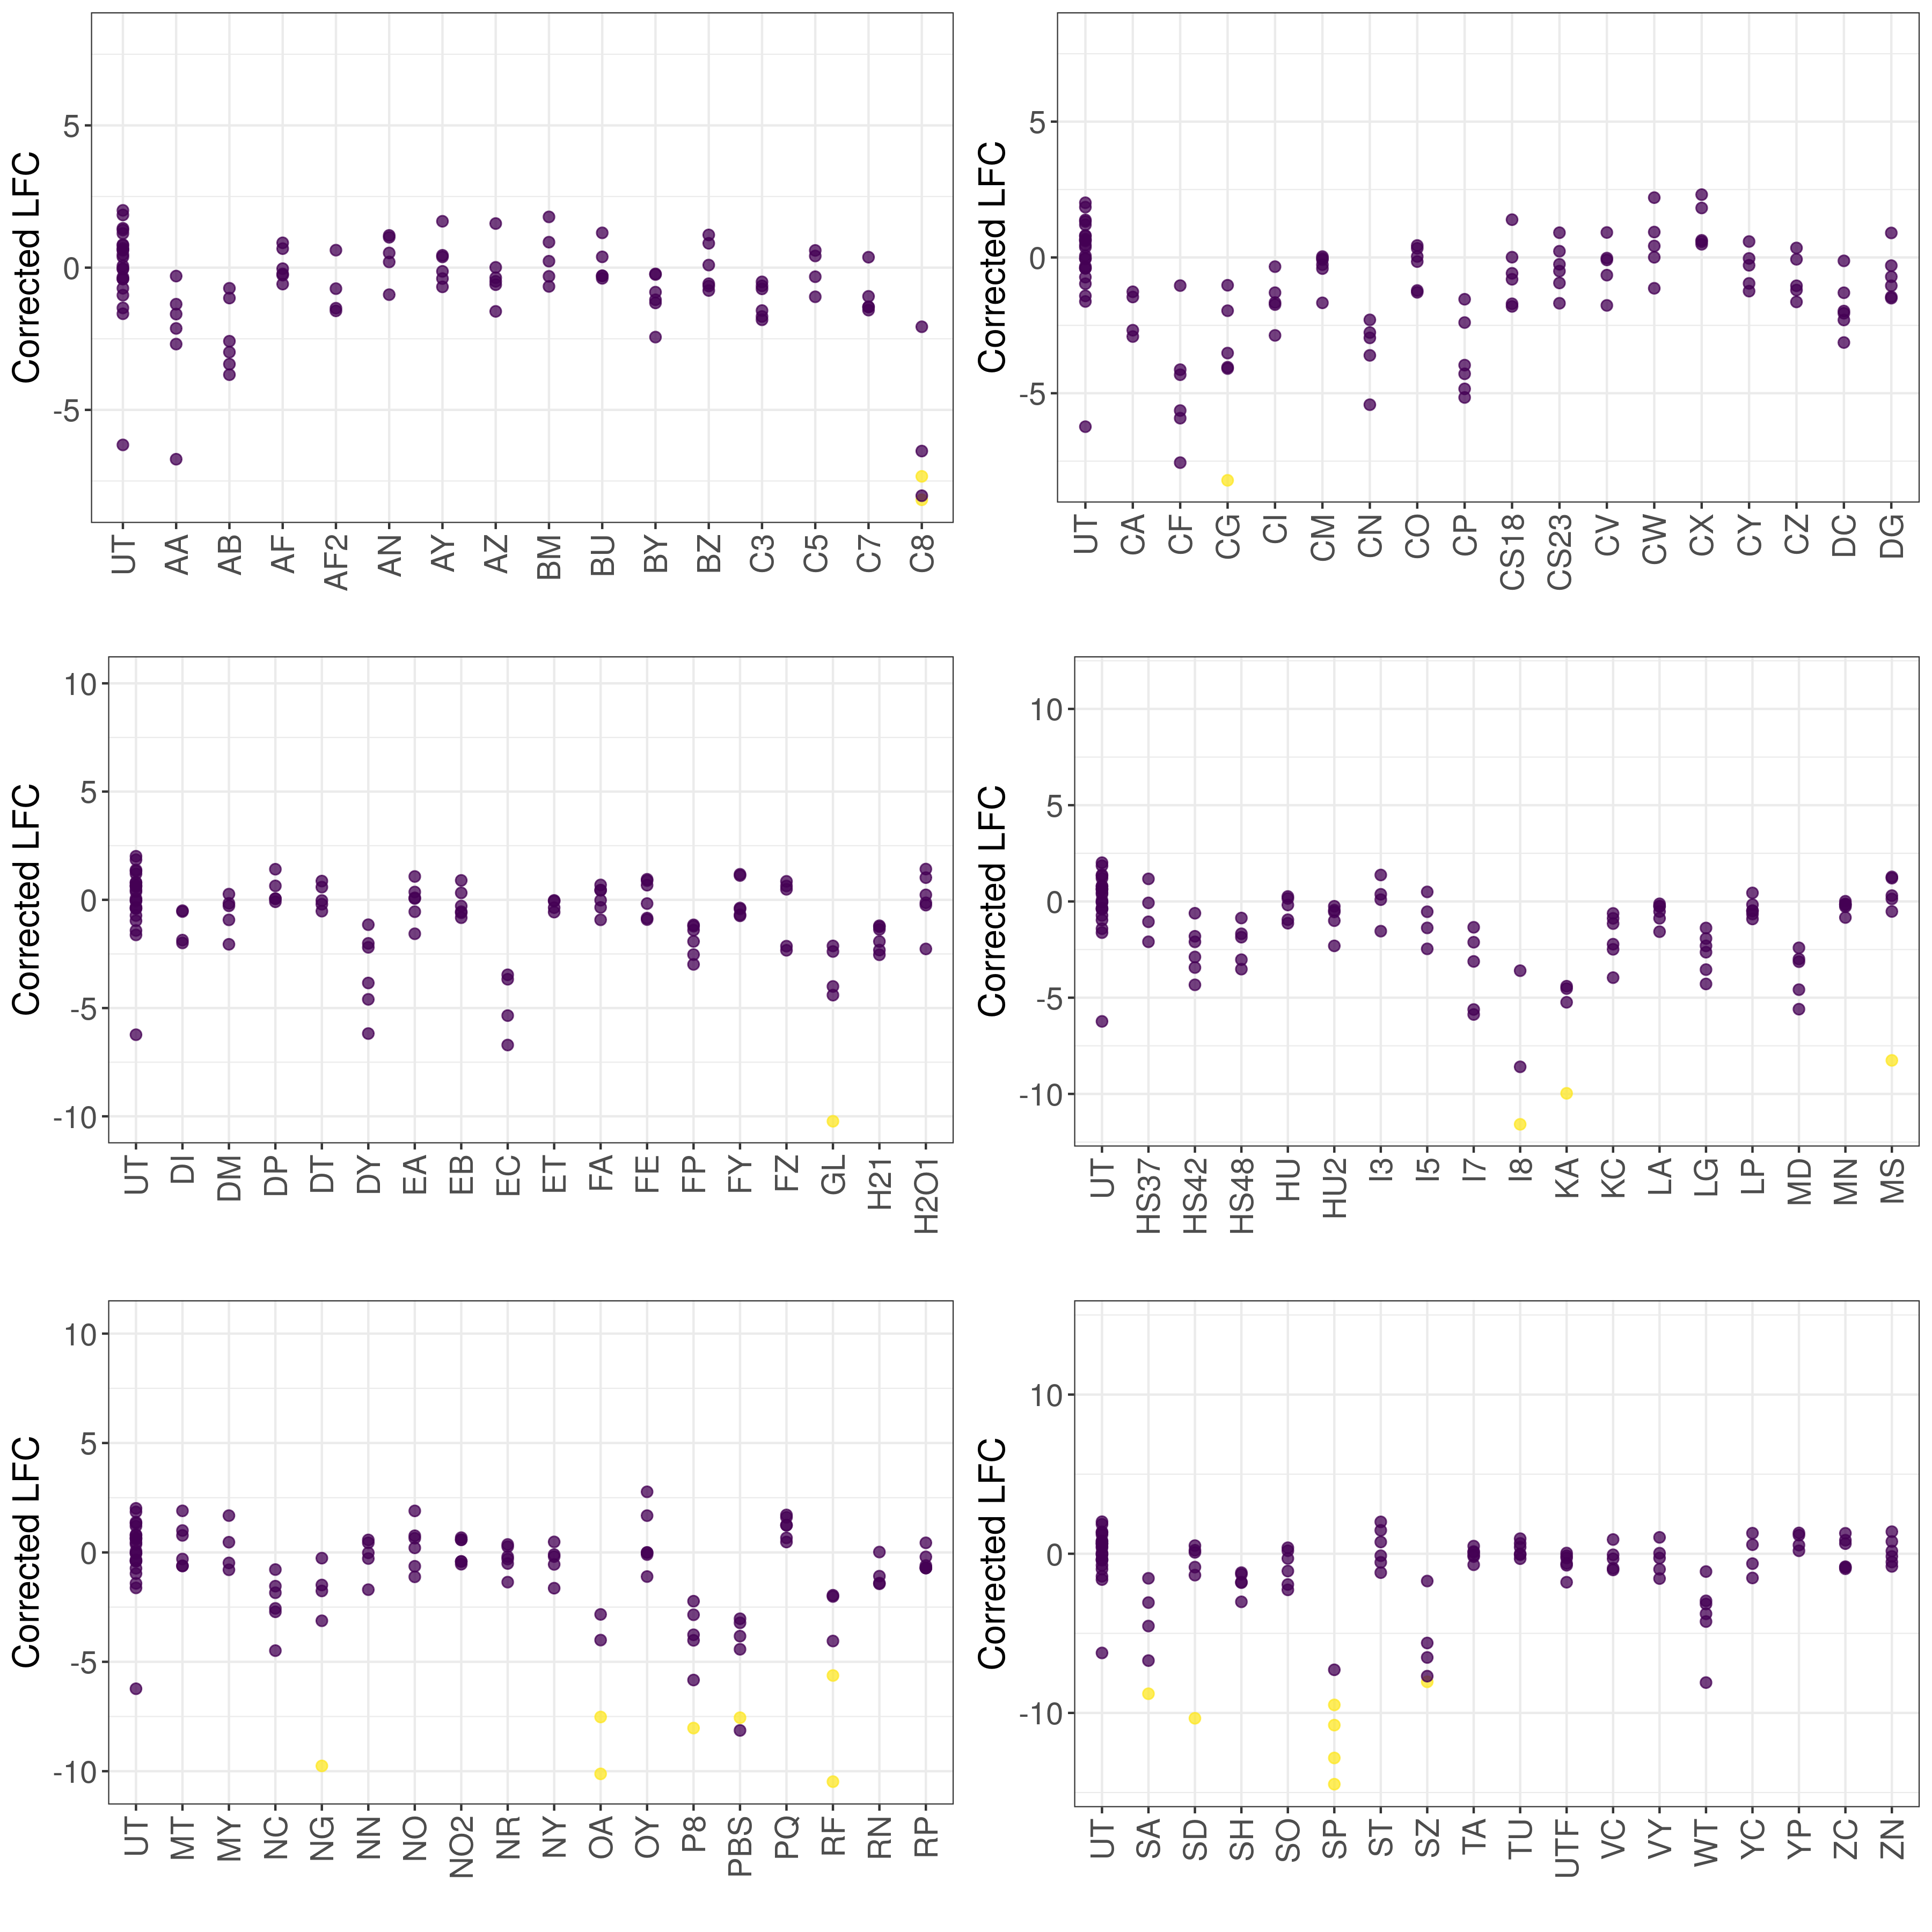 Corrected LFC
5
0
-5
UT AA AB AF AF2 AN AY AZ BM BU BY BZ C3 C5 C7 C8
Corrected LFC
5
0
-5
UT CA CF CG CI CM CN CO CP CS18 CS23 CV CW CX CY CZ DC DG
Corrected LFC
10
5
0
-5
-10
UT DI DM DP DT DY EA EB EC ET FA FE FP FY FZ GL H21 H2O1
Corrected LFC
10
5
0
-5
-10
UT HS37 HS42 HS48 HU HU2 I3 I5 I7 I8 KA KC LA LG LP MD MN MS
Corrected LFC
10
5
0
-5
-10
UT MT MY NC NG NN NO NO2 NR NY OA OY P8 PBS PQ RF RN RP
Corrected LFC
10
0
-10
UT SA SD SH SO SP ST SZ TA TU UTF VC VY WT YC YP ZC ZN